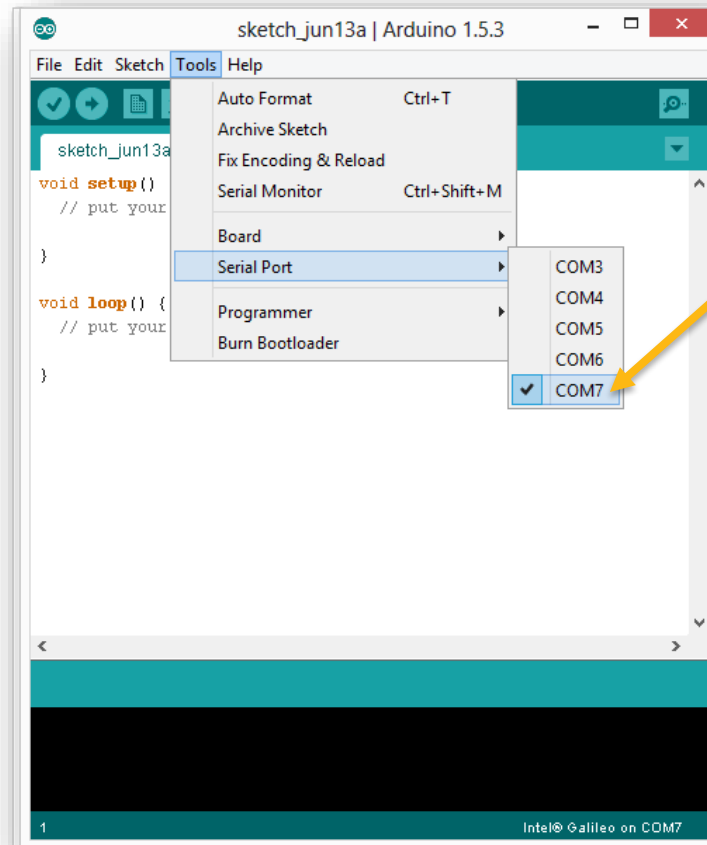 sketch_jun13a | Arduino 1.5.3
File Edit Sketch Tools Help
Auto Format Ctrl+T
Archive Sketch
sketch_jun13a
Fix Encoding & Reload
void setup()
Serial Monitor Ctrl+Shift+M
// put your
Board
}
Serial Port
COM3
void loop() {
COM4
Programmer
// put your
COM5
Burn Bootloader
COM6
}
COM7
1 Intel® Galileo on COM7